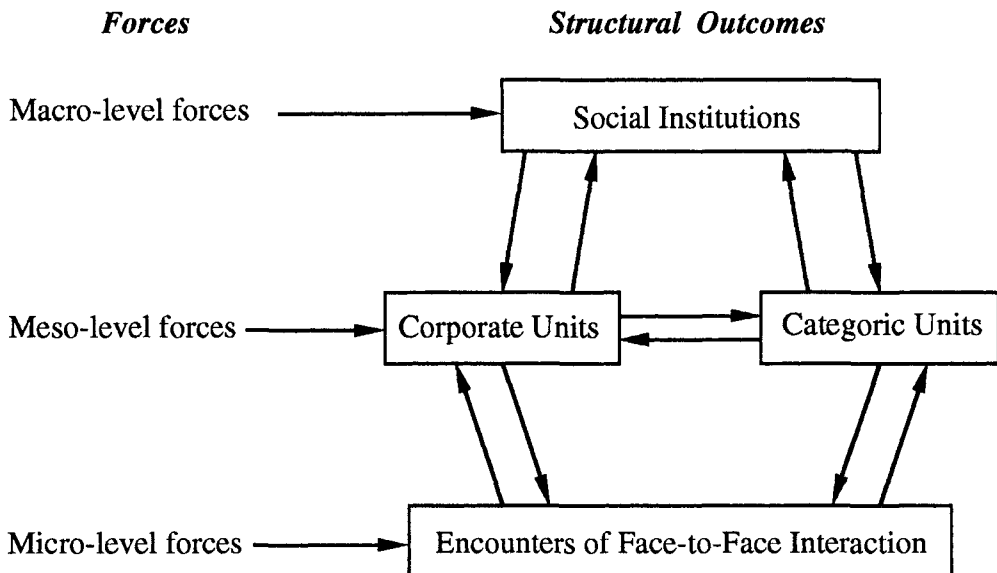 Forces
Structural Outcomes
Macro-level forces
Social Institutions
Meso-level forces
Corporate Units
Categoric Units
Micro-level forces
Encounters of Face-to-Face Interaction